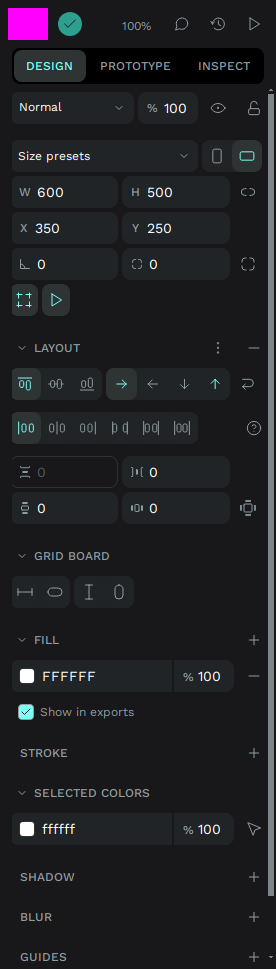 100%
DESIGN PROTOTYPE INSPECT
Normal % 100
Size presets
W 600 H 500
X 350 Y 250
0 0
LAYOUT
0 0
0 0
GRID BOARD
FILL
FFFFFF % 100
Show in exports
STROKE
SELECTED COLORS
ffffff % 100
SHADOW
BLUR
GUIDES